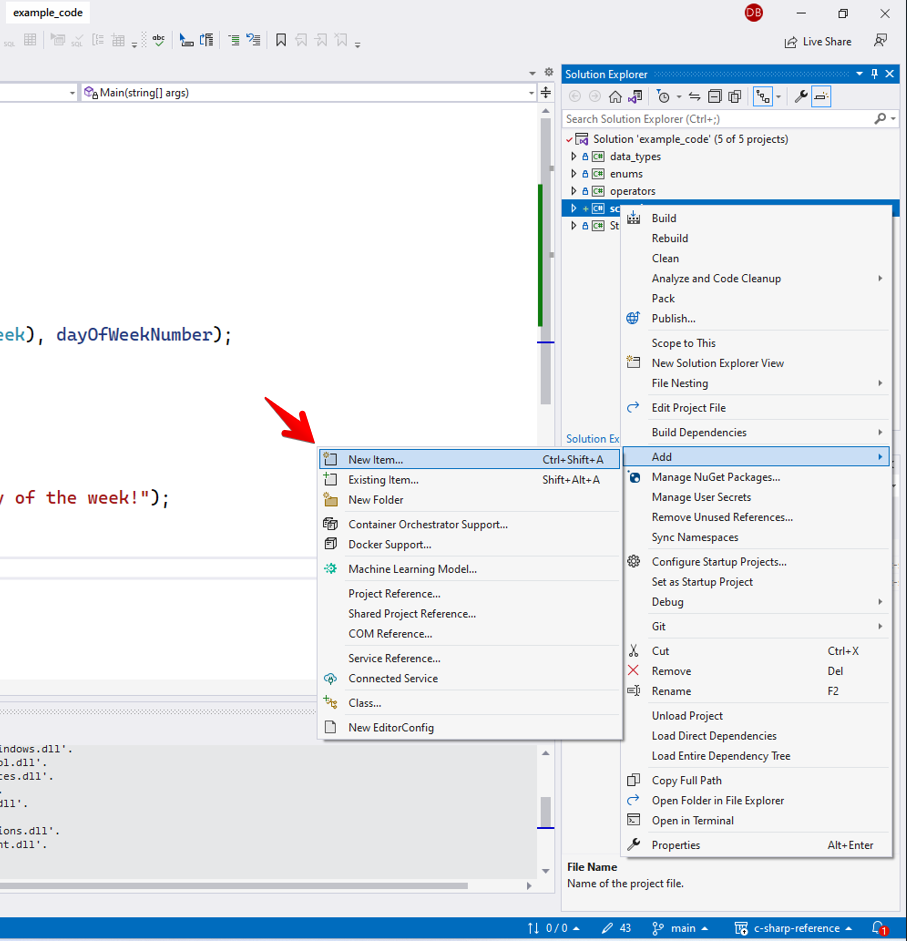 example_code
DB
Live Share
Main(string[] args)
Solution Explorer
Search Solution Explorer (Ctrl+;)
Solution 'example_code' (5 of 5 projects)
data_types
enums
operators
sc
St
Build
Rebuild
Clean
Analyze and Code Cleanup
Pack
Publish...
Scope to This
New Solution Explorer View
File Nesting
Edit Project File
Build Dependencies
Add
Manage NuGet Packages...
Manage User Secrets
Remove Unused References...
Sync Namespaces
Configure Startup Projects...
Set as Startup Project
Debug
Git
Cut Ctrl+X
Remove Del
Rename F2
Unload Project
Load Direct Dependencies
Load Entire Dependency Tree
Copy Full Path
Open Folder in File Explorer
Open in Terminal
Properties Alt+Enter
eek), dayOfWeekNumber);
y of the week!");
Solution Ex
New Item... Ctrl+Shift+A
Existing Item... Shift+Alt+A
New Folder
Container Orchestrator Support...
Docker Support...
Machine Learning Model...
Project Reference...
Shared Project Reference...
COM Reference...
Service Reference...
Connected Service
Class...
New EditorConfig
indows.dll'.
ol.dll'.
tes.dll'.
.
dll'.
ions.dll'.
nt.dll'.
File Name
Name of the project file.
0 / 0
43
main
c-sharp-reference
1